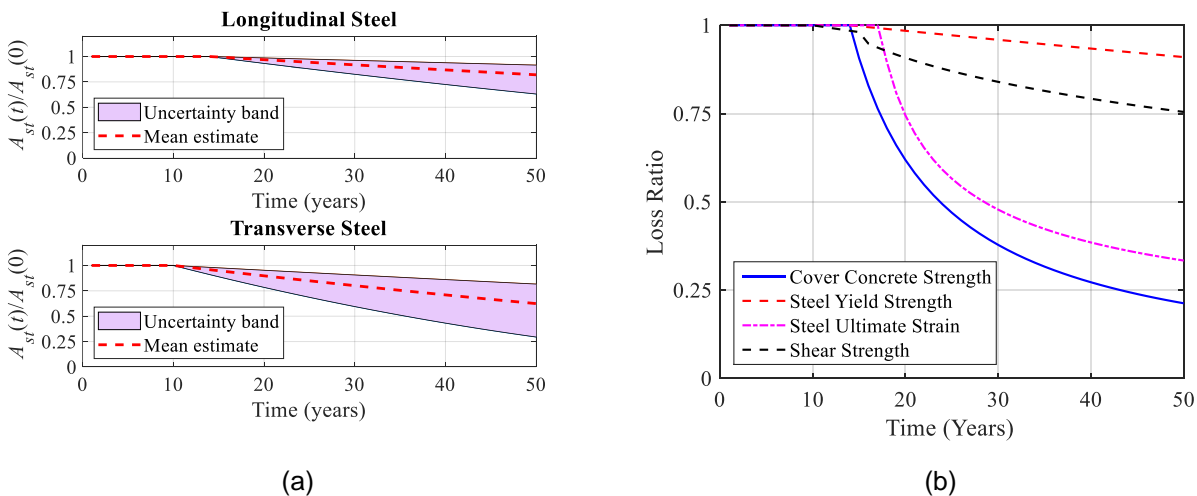 Longitudinal Steel
A_st(t)/A_st(0)
1
0.75
0.5
0.25
0
Uncertainty band
Mean estimate
0 10 20 30 40 50
Time (years)
Transverse Steel
A_st(t)/A_st(0)
1
0.75
0.5
0.25
0
Uncertainty band
Mean estimate
0 10 20 30 40 50
Time (years)
(a)
Loss Ratio
1
0.75
0.5
0.25
0
Cover Concrete Strength
Steel Yield Strength
Steel Ultimate Strain
Shear Strength
0 10 20 30 40 50
Time (Years)
(b)